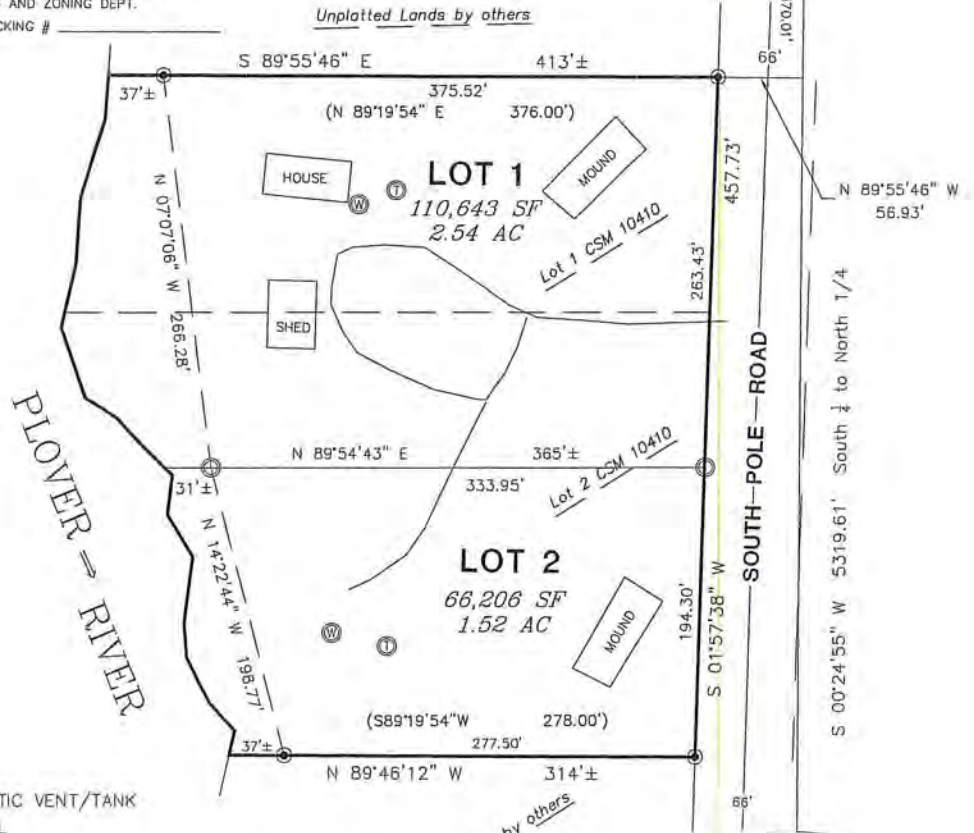 AND ZONING DEPT.
CKING #
Unplatted Lands by others
66'
70.01'
S 89°55'46" E 413'±
37'±
375.52'
(N 89°19'54" E 376.00')
HOUSE
W
T
LOT 1
110,643 SF
2.54 AC
MOUND
Lot 1 CSM 10410
457.73'
263.43'
N 89°55'46" W
56.93'
N 07°07'06" W 266.28'
SHED
PLOVER ⇒ RIVER
N 89°54'43" E 365'±
31'±
333.95'
Lot 2 CSM 10410
SOUTH POLE ROAD
S 00°24'55" W 5319.61' South 1/4 to North 1/4
N 14°22'44" W 198.77'
LOT 2
66,206 SF
1.52 AC
W
T
MOUND
194.30'
S 01°57'38" W
(S89°19'54"W 278.00')
37'±
277.50'
N 89°46'12" W 314'±
TIC VENT/TANK
by others
66'